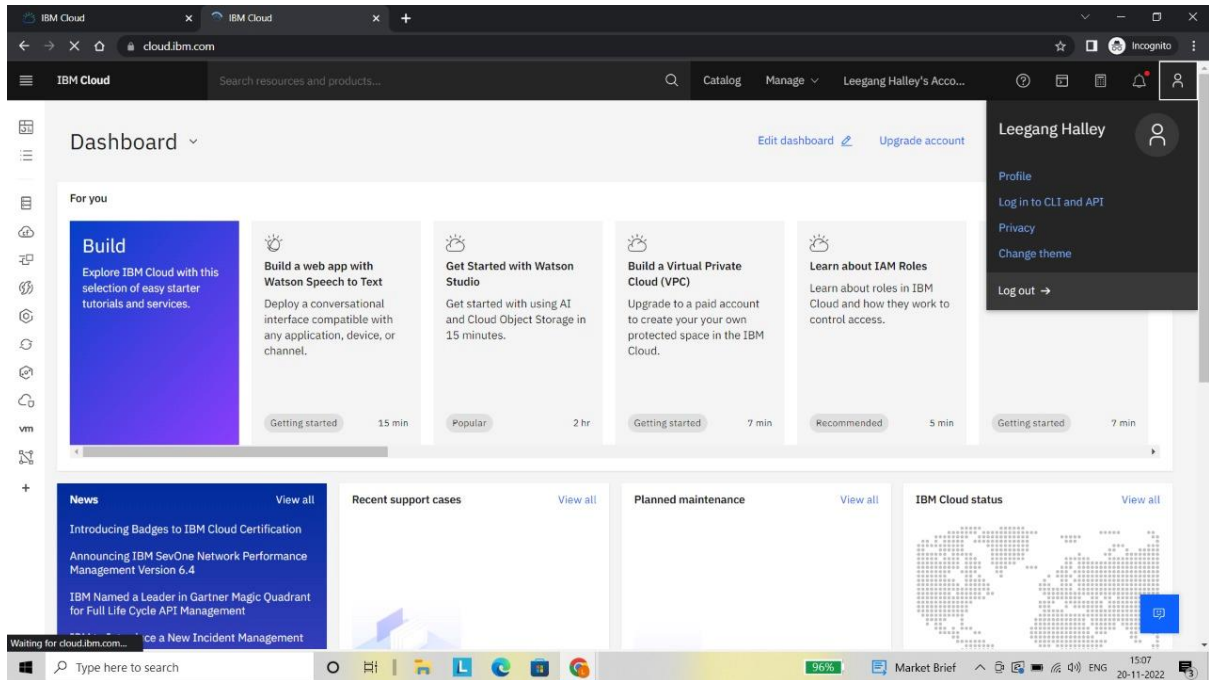 IBM Cloud
IBM Cloud
cloud.ibm.com
Incognito
IBM Cloud
Search resources and products...
Catalog
Manage
Leegang Halley's Acco...
Dashboard
Edit dashboard
Upgrade account
Leegang Halley
Profile
Log in to CLI and API
Privacy
Change theme
Log out →
For you
Build
Explore IBM Cloud with this
selection of easy starter
tutorials and services.
Build a web app with
Watson Speech to Text
Deploy a conversational
interface compatible with
any application, device, or
channel.
Getting started
15 min
Get Started with Watson
Studio
Get started with using AI
and Cloud Object Storage in
15 minutes.
Popular
2 hr
Build a Virtual Private
Cloud (VPC)
Upgrade to a paid account
to create your your own
protected space in the IBM
Cloud.
Getting started
7 min
Learn about IAM Roles
Learn about roles in IBM
Cloud and how they work to
control access.
Recommended
5 min
Getting started
7 min
vm
News
View all
Introducing Badges to IBM Cloud Certification
Announcing IBM SevOne Network Performance
Management Version 6.4
IBM Named a Leader in Gartner Magic Quadrant
for Full Life Cycle API Management
ce a New Incident Management
Recent support cases
View all
Planned maintenance
View all
IBM Cloud status
View all
Waiting for cloud.ibm.com...
Type here to search
L
96%
Market Brief
ENG
15:07
20-11-2022
3